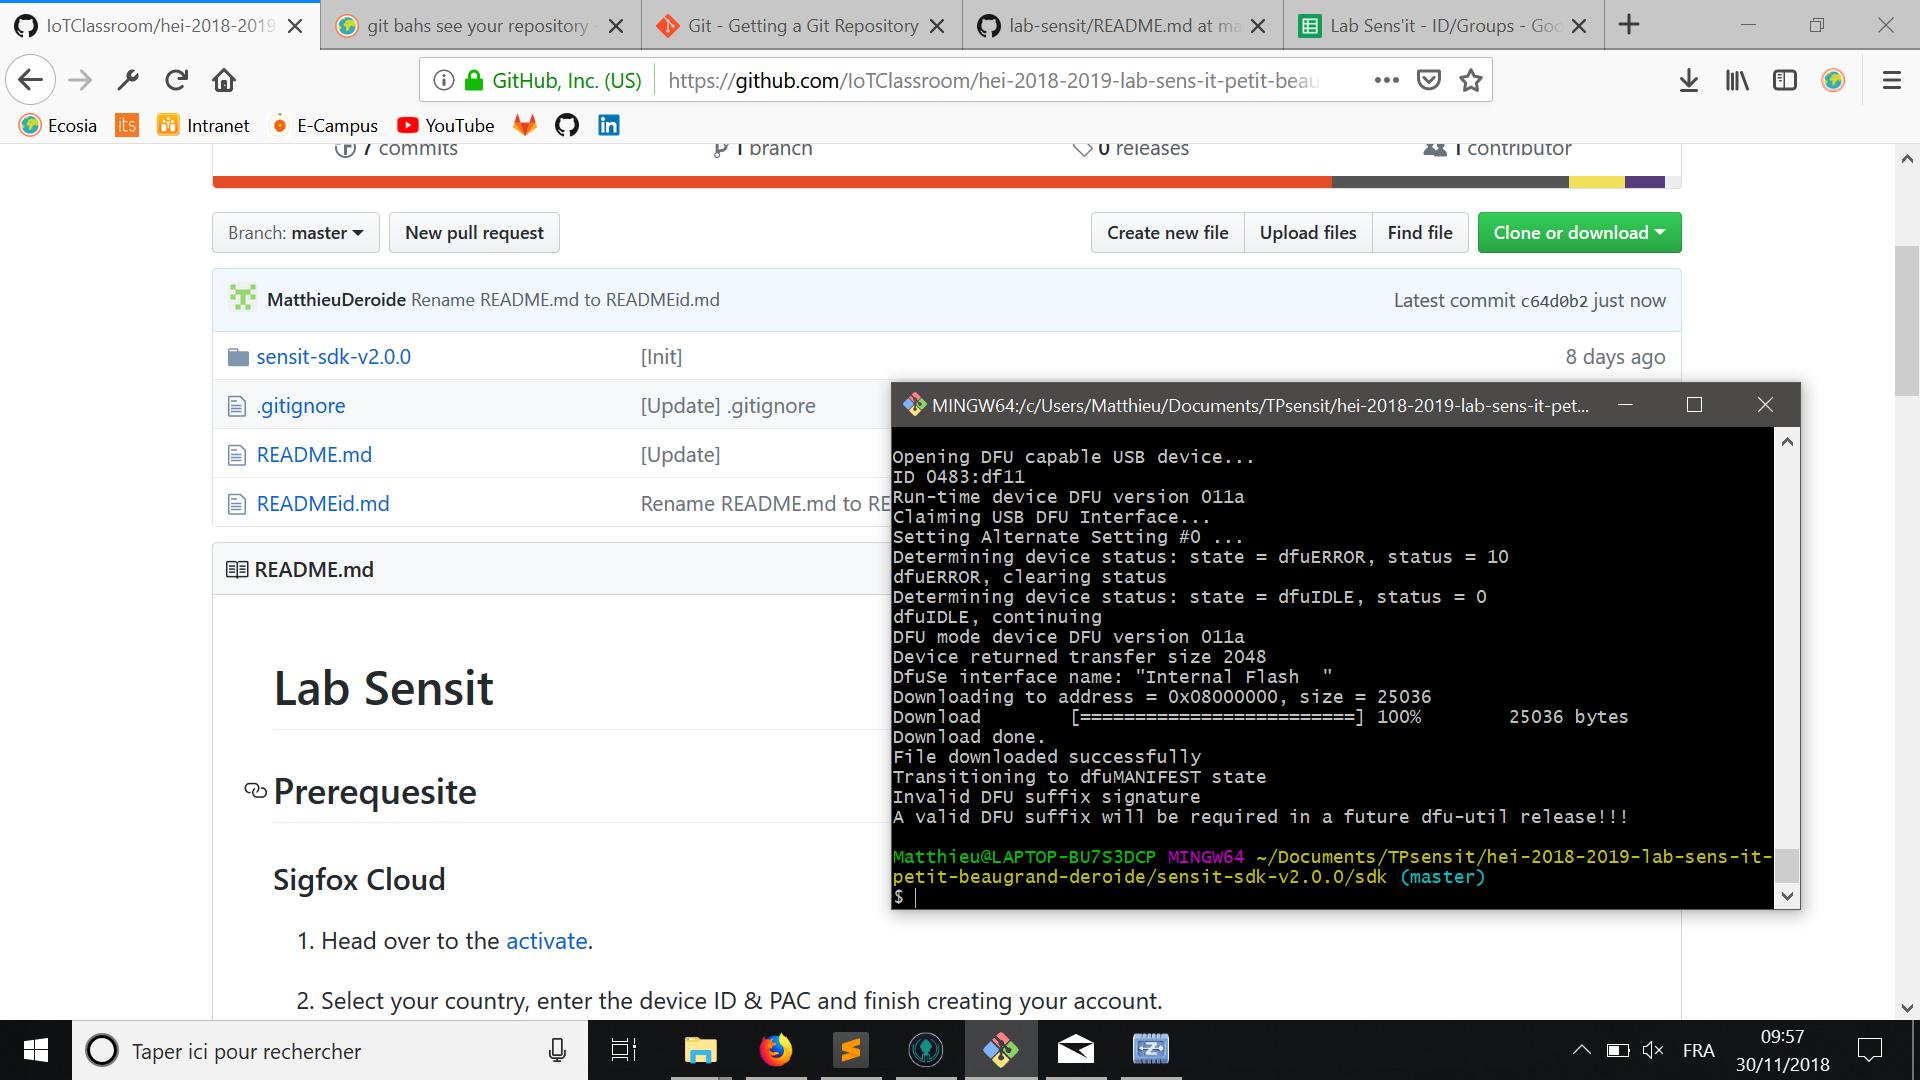 IoTClassroom/hei-2018-2019
git bahs see your repository -
Git - Getting a Git Repository
lab-sensit/README.md at ma
Lab Sens'it - ID/Groups - Goo
GitHub, Inc. (US)
https://github.com/IoTClassroom/hei-2018-2019-lab-sens-it-petit-beau
Ecosia
its
Intranet
E-Campus
YouTube
7 commits
1 branch
0 releases
1 contributor
Branch: master
New pull request
Create new file
Upload files
Find file
Clone or download
MatthieuDeroide Rename README.md to READMEid.md
Latest commit c64d0b2 just now
sensit-sdk-v2.0.0
[Init]
8 days ago
.gitignore
[Update] .gitignore
README.md
[Update]
READMEid.md
Rename README.md to RE
README.md
Lab Sensit
Prerequesite
Sigfox Cloud
1. Head over to the activate.
2. Select your country, enter the device ID & PAC and finish creating your account.
MINGW64:/c/Users/Matthieu/Documents/TPsensit/hei-2018-2019-lab-sens-it-pet...
Opening DFU capable USB device...
ID 0483:df11
Run-time device DFU version 011a
Claiming USB DFU Interface...
Setting Alternate Setting #0 ...
Determining device status: state = dfuERROR, status = 10
dfuERROR, clearing status
Determining device status: state = dfuIDLE, status = 0
dfuIDLE, continuing
DFU mode device DFU version 011a
Device returned transfer size 2048
DfuSe interface name: "Internal Flash  "
Downloading to address = 0x08000000, size = 25036
Download        [=========================] 100%        25036 bytes
Download done.
File downloaded successfully
Transitioning to dfuMANIFEST state
Invalid DFU suffix signature
A valid DFU suffix will be required in a future dfu-util release!!!
Matthieu@LAPTOP-BU7S3DCP MINGW64 ~/Documents/TPsensit/hei-2018-2019-lab-sens-it-
petit-beaugrand-deroide/sensit-sdk-v2.0.0/sdk (master)
$
Taper ici pour rechercher
FRA
09:57
30/11/2018